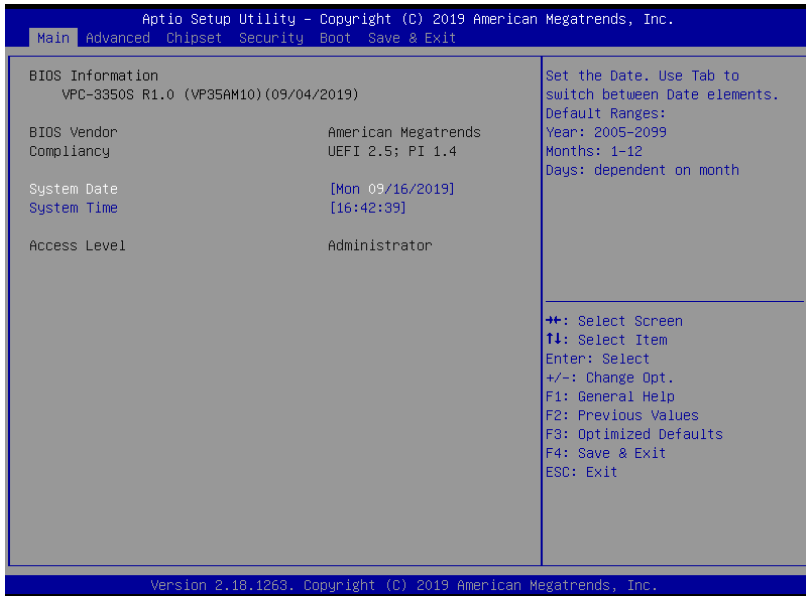 Aptio Setup Utility – Copyright (C) 2019 American Megatrends, Inc.
Main Advanced Chipset Security Boot Save & Exit
BIOS Information
VPC-3350S R1.0 (VP35AM10)(09/04/2019)
BIOS Vendor American Megatrends
Compliancy UEFI 2.5; PI 1.4
System Date [Mon 09/16/2019]
System Time [16:42:39]
Access Level Administrator
Set the Date. Use Tab to
switch between Date elements.
Default Ranges:
Year: 2005-2099
Months: 1-12
Days: dependent on month
→←: Select Screen
↑↓: Select Item
Enter: Select
+/-: Change Opt.
F1: General Help
F2: Previous Values
F3: Optimized Defaults
F4: Save & Exit
ESC: Exit
Version 2.18.1263. Copyright (C) 2019 American Megatrends, Inc.